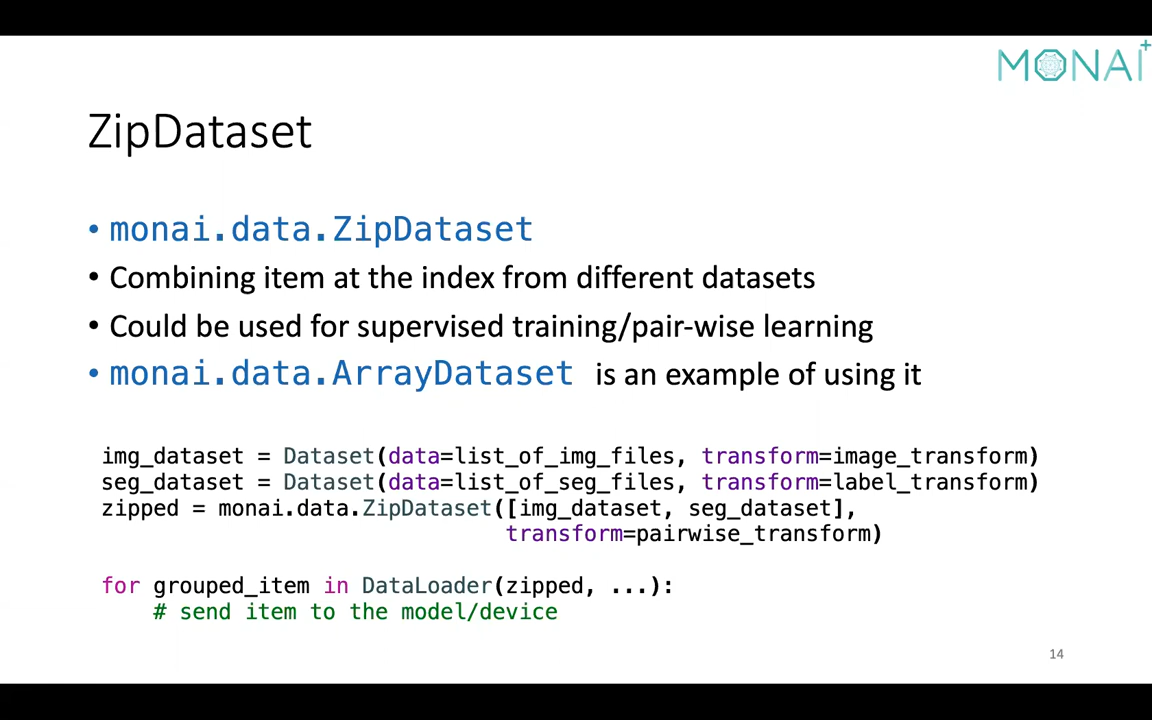 MONAI+
ZipDataset
• monai.data.ZipDataset
• Combining item at the index from different datasets
• Could be used for supervised training/pair-wise learning
• monai.data.ArrayDataset is an example of using it
img_dataset = Dataset(data=list_of_img_files, transform=image_transform)
seg_dataset = Dataset(data=list_of_seg_files, transform=label_transform)
zipped = monai.data.ZipDataset([img_dataset, seg_dataset],
transform=pairwise_transform)
for grouped_item in DataLoader(zipped, ...):
# send item to the model/device
14